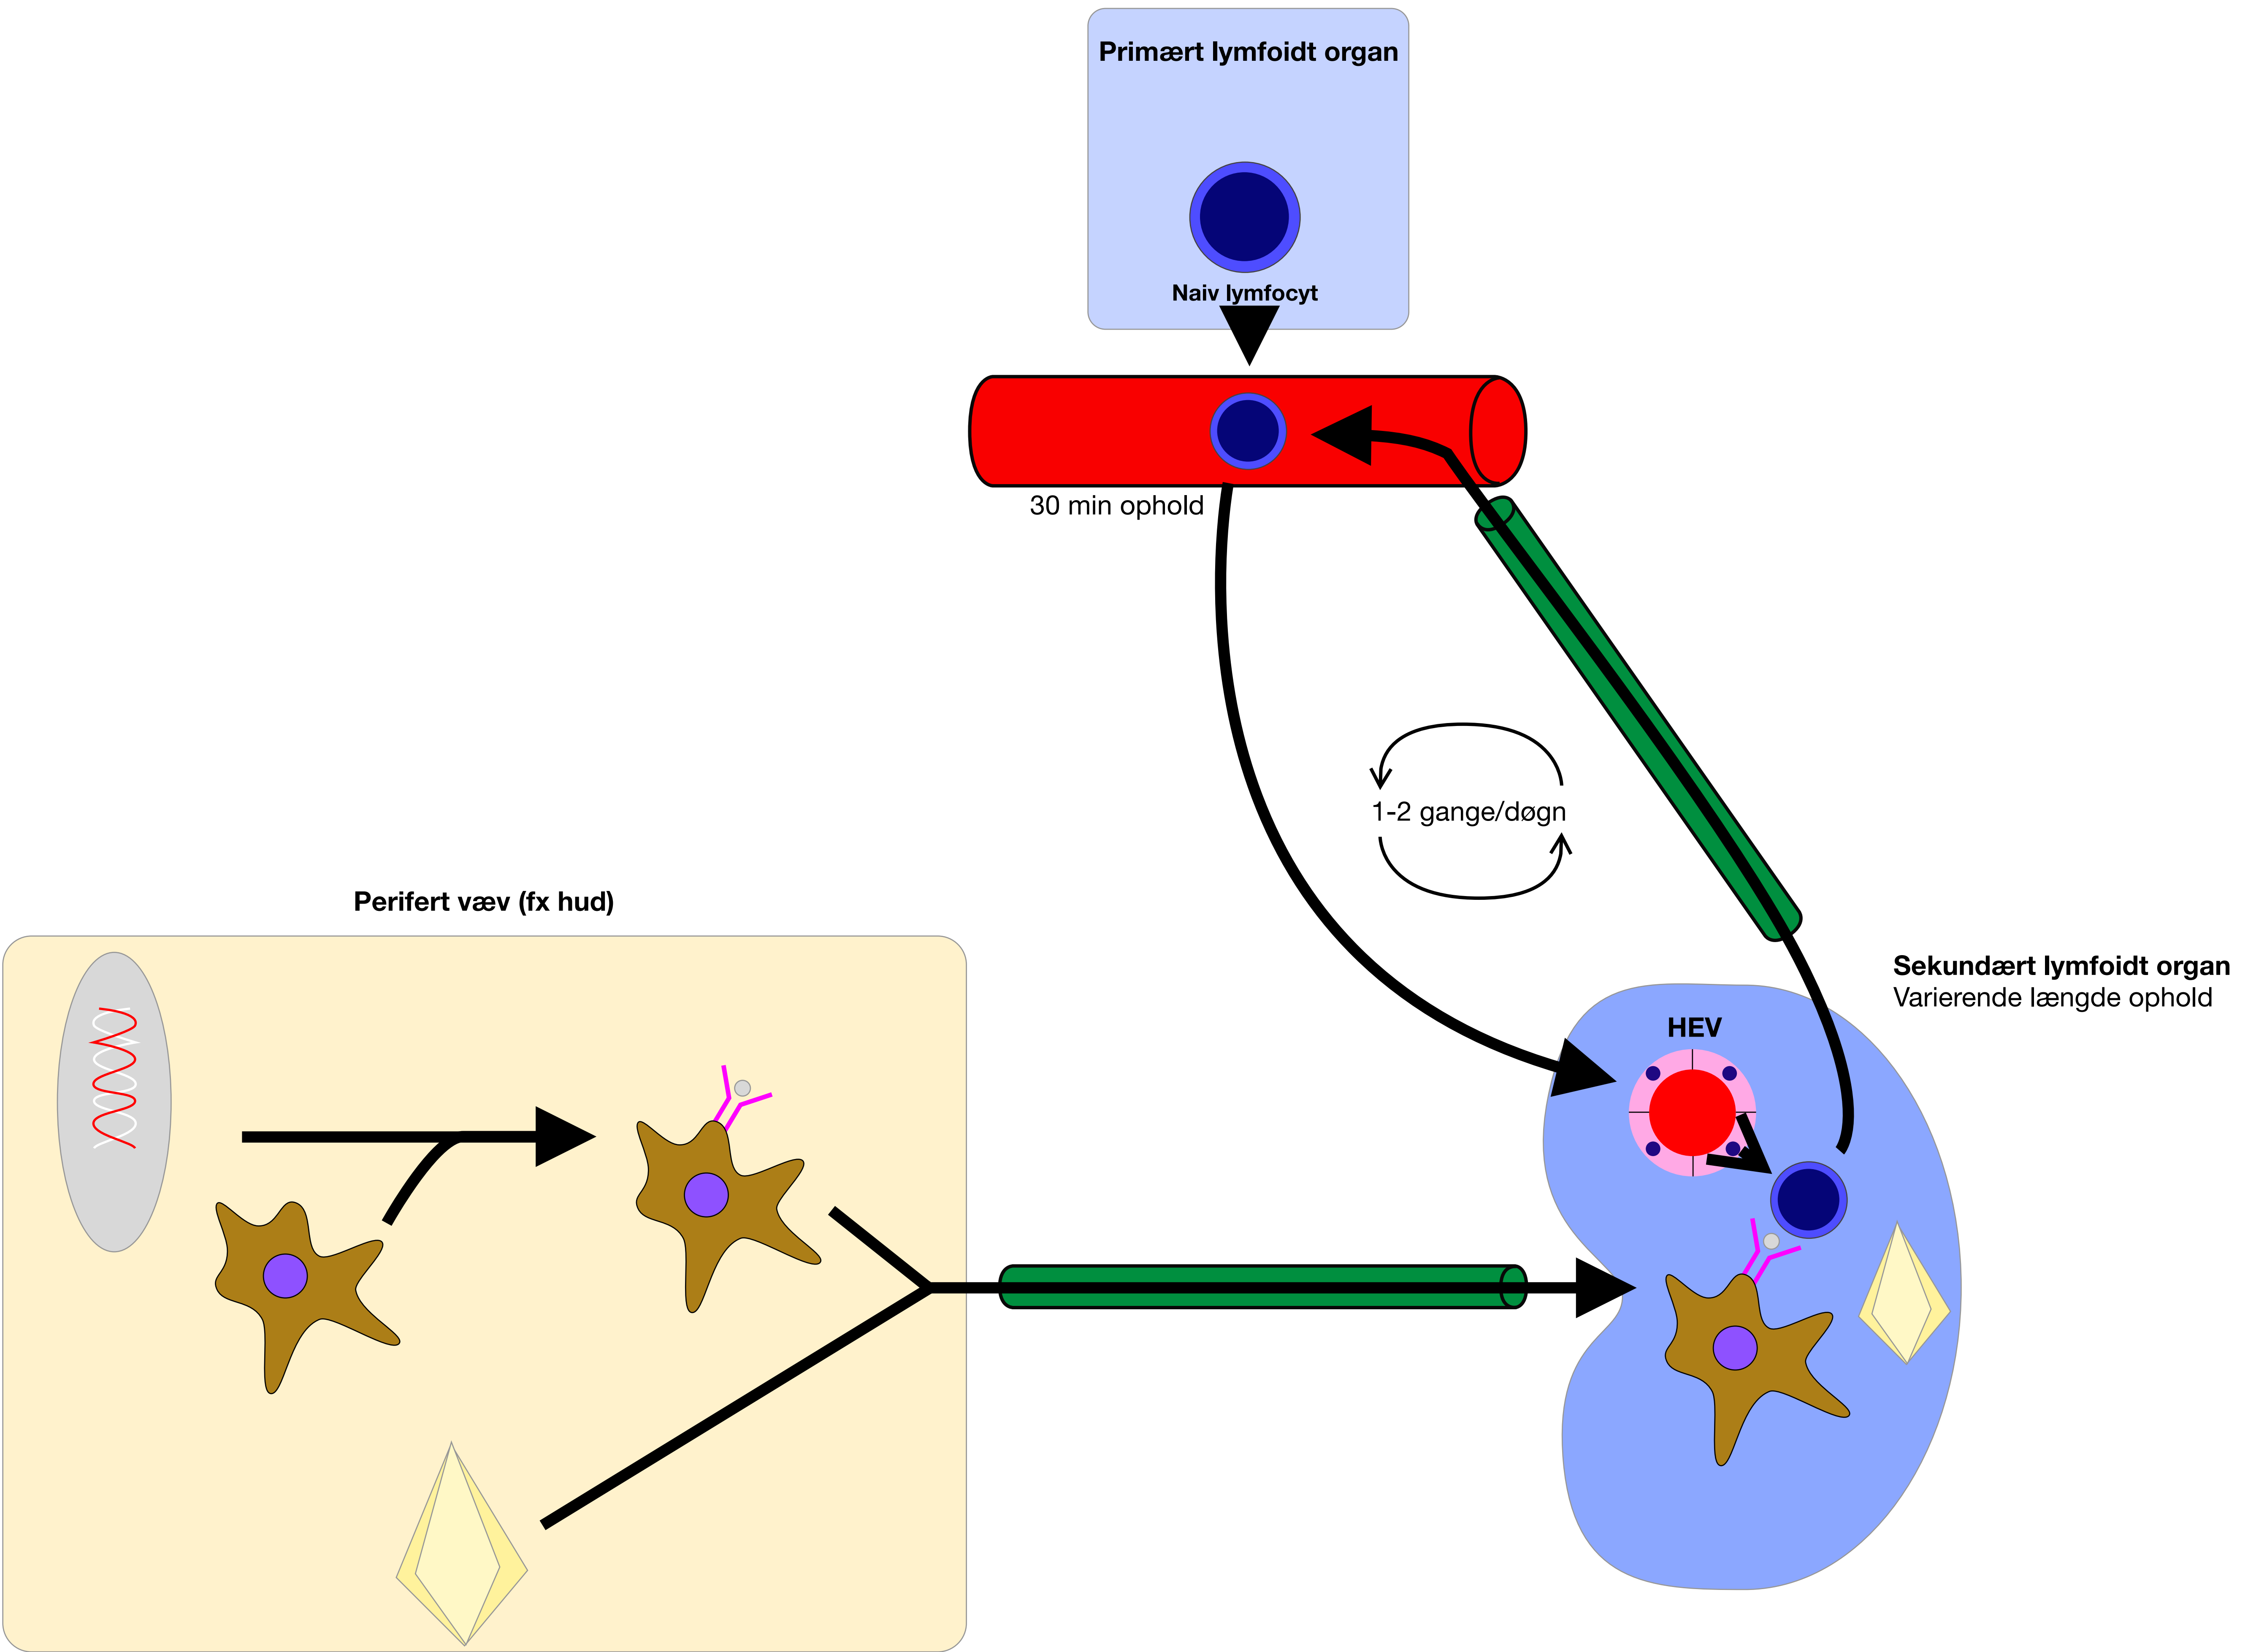 Primært lymfoidt organ
Naiv lymfocyt
30 min ophold
1-2 gange/døgn
Perifert væv (fx hud)
Sekundært lymfoidt organ
Varierende længde ophold
HEV